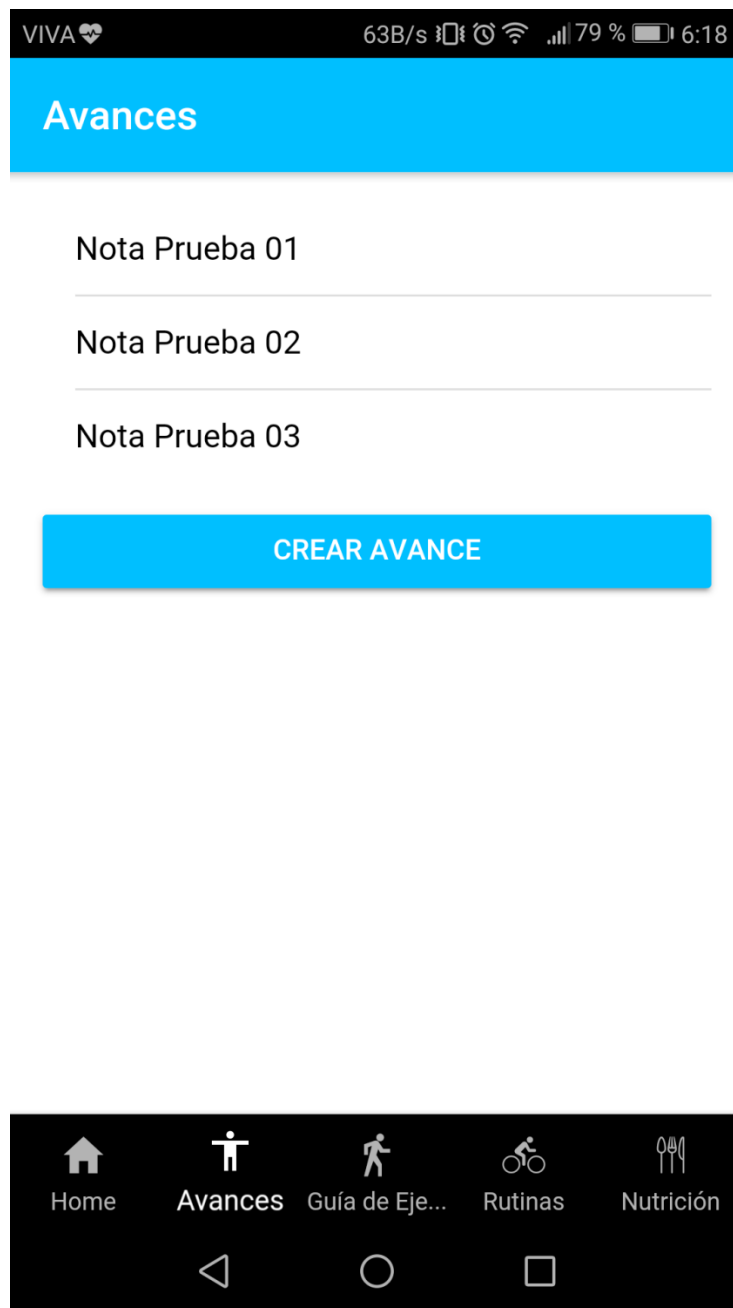 VIVA 63B/s 79 % 6:18
Avances
Nota Prueba 01
Nota Prueba 02
Nota Prueba 03
CREAR AVANCE
Home Avances Guía de Eje... Rutinas Nutrición